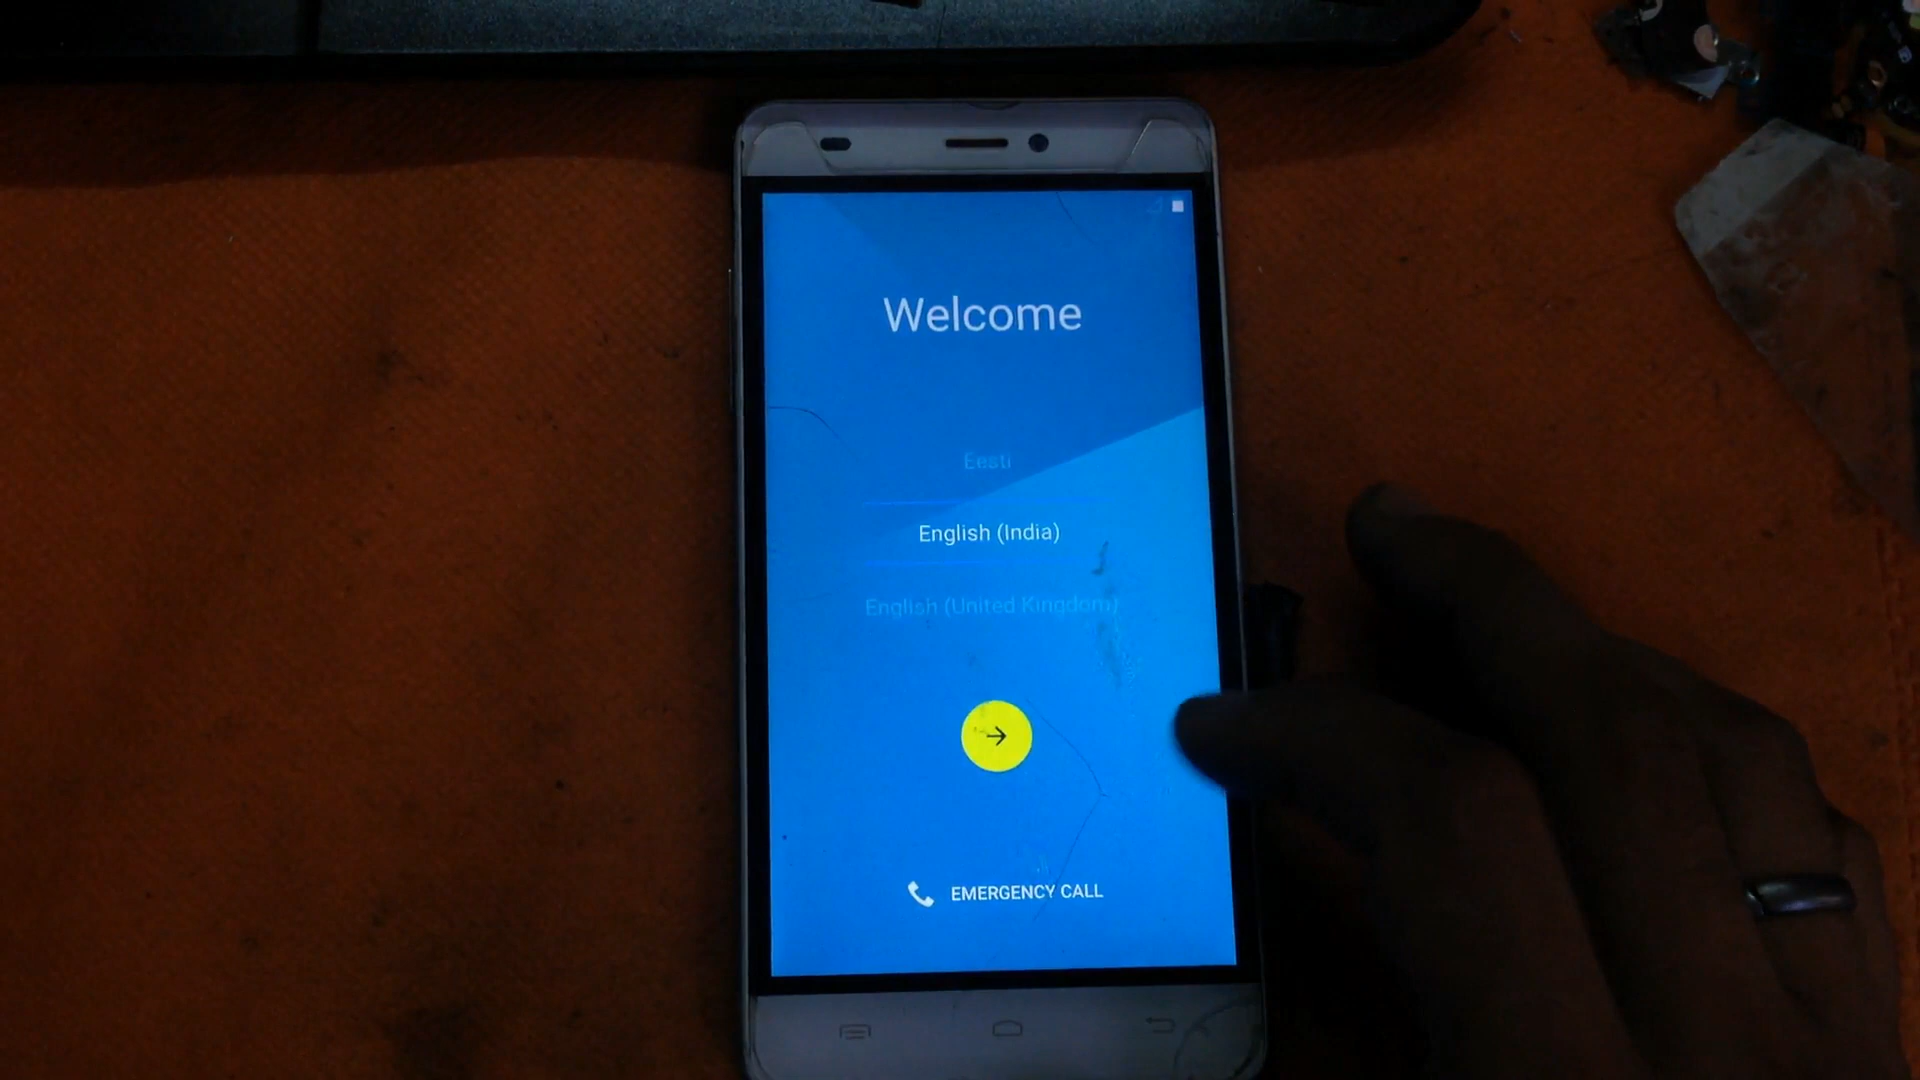 Welcome
Eesti
English (India)
English (United Kingdom)
EMERGENCY CALL